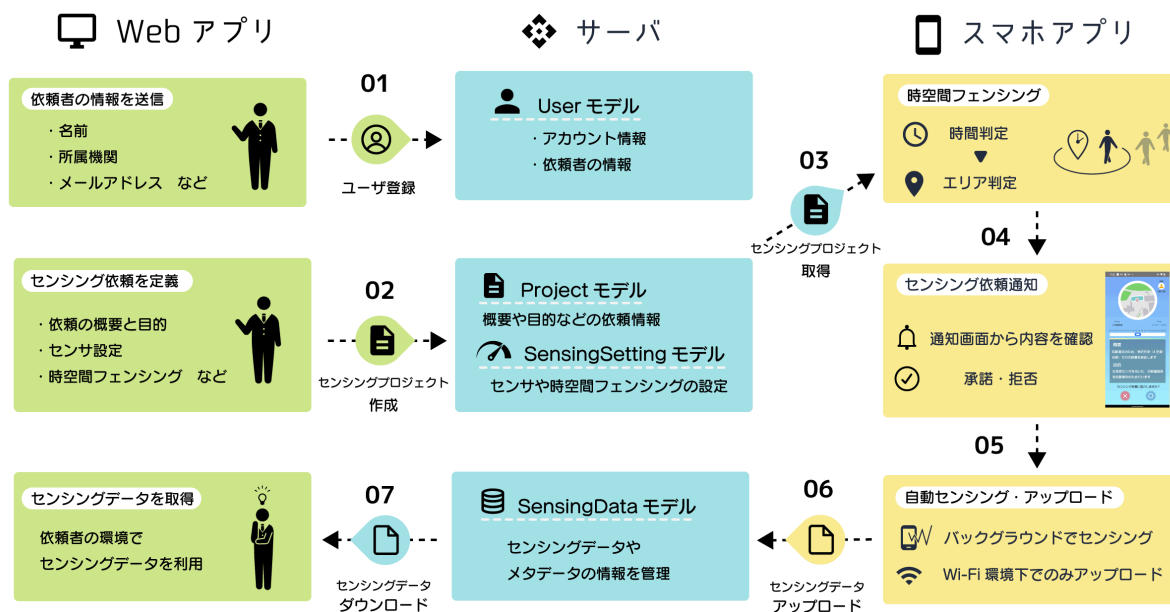 Web アプリ
サーバ
スマホアプリ
依頼者の情報を送信
・名前
・所属機関
・メールアドレス など
01
ユーザ登録
User モデル
・アカウント情報
・依頼者の情報
センシング依頼を定義
・依頼の概要と目的
・センサ設定
・時空間フェンシング など
02
センシングプロジェクト
作成
Project モデル
概要や目的などの依頼情報
SensingSetting モデル
センサや時空間フェンシングの設定
03
センシングプロジェクト
取得
時空間フェンシング
時間判定
エリア判定
04
センシング依頼通知
通知画面から内容を確認
承諾・拒否
05
自動センシング・アップロード
バックグラウンドでセンシング
Wi-Fi 環境下でのみアップロード
06
センシングデータ
アップロード
SensingData モデル
センシングデータや
メタデータの情報を管理
07
センシングデータ
ダウンロード
センシングデータを取得
依頼者の環境で
センシングデータを利用